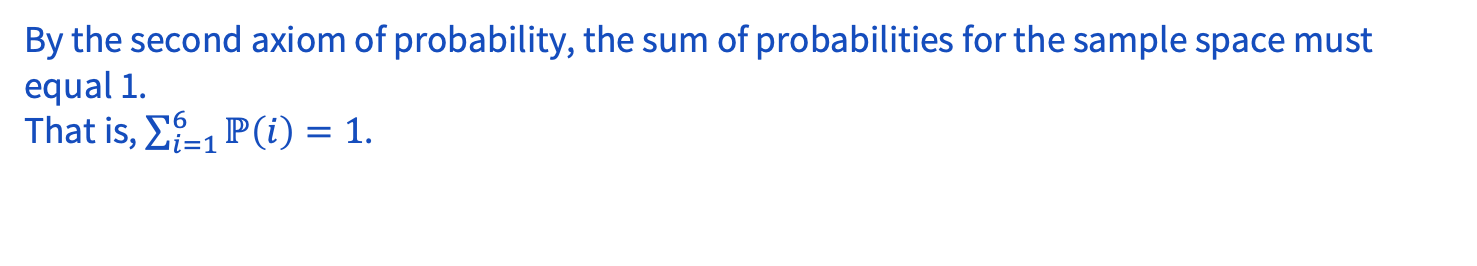 By the second axiom of probability, the sum of probabilities for the sample space must
equal 1.
That is, ∑⁶ᵢ₌₁ ℙ(i) = 1.